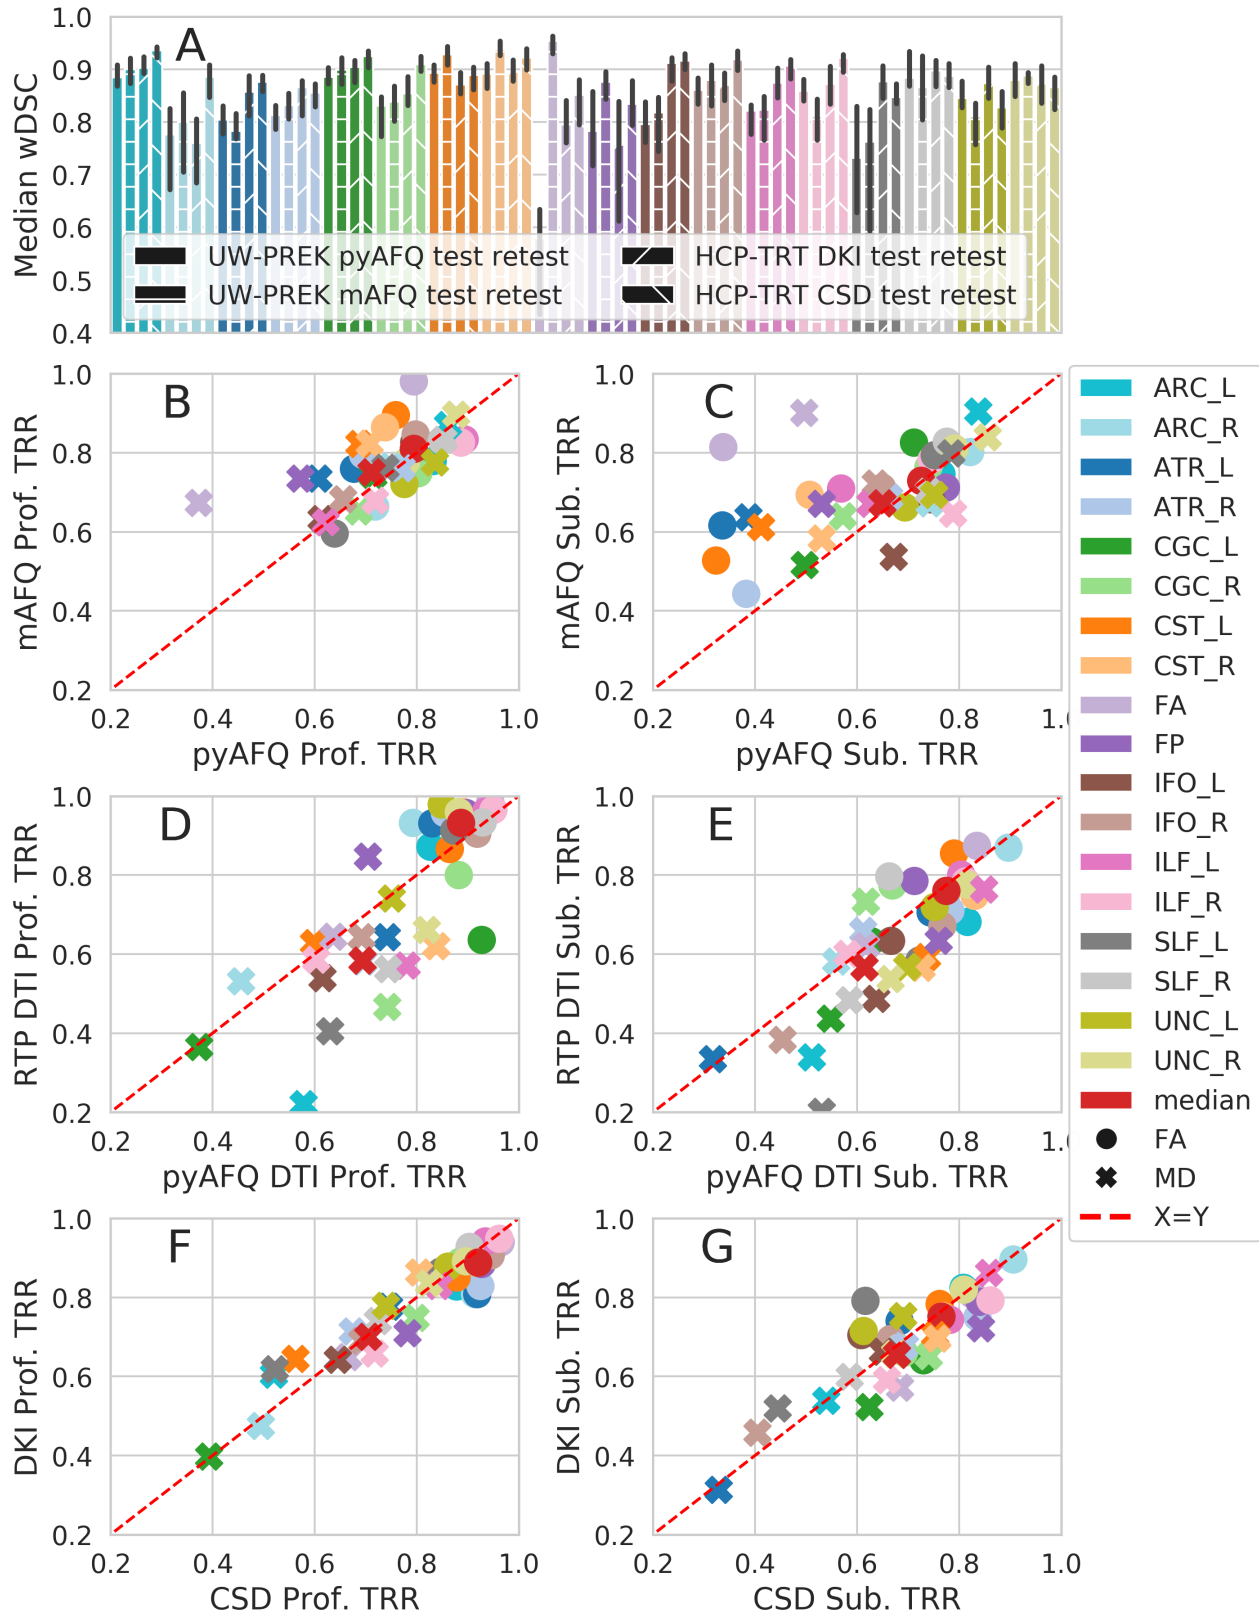 A
Median wDSC
1.0
0.9
0.8
0.7
0.6
0.5
0.4
UW-PREK pyAFQ test retest
UW-PREK mAFQ test retest
HCP-TRT DKI test retest
HCP-TRT CSD test retest
B
mAFQ Prof. TRR
1.0
0.8
0.6
0.4
0.2
0.2 0.4 0.6 0.8 1.0
pyAFQ Prof. TRR
C
mAFQ Sub. TRR
1.0
0.8
0.6
0.4
0.2
0.2 0.4 0.6 0.8 1.0
pyAFQ Sub. TRR
D
RTP DTI Prof. TRR
1.0
0.8
0.6
0.4
0.2
0.2 0.4 0.6 0.8 1.0
pyAFQ DTI Prof. TRR
E
RTP DTI Sub. TRR
1.0
0.8
0.6
0.4
0.2
0.2 0.4 0.6 0.8 1.0
pyAFQ DTI Sub. TRR
F
DKI Prof. TRR
1.0
0.8
0.6
0.4
0.2
0.2 0.4 0.6 0.8 1.0
CSD Prof. TRR
G
DKI Sub. TRR
1.0
0.8
0.6
0.4
0.2
0.2 0.4 0.6 0.8 1.0
CSD Sub. TRR
ARC_L
ARC_R
ATR_L
ATR_R
CGC_L
CGC_R
CST_L
CST_R
FA
FP
IFO_L
IFO_R
ILF_L
ILF_R
SLF_L
SLF_R
UNC_L
UNC_R
median
FA
MD
X=Y